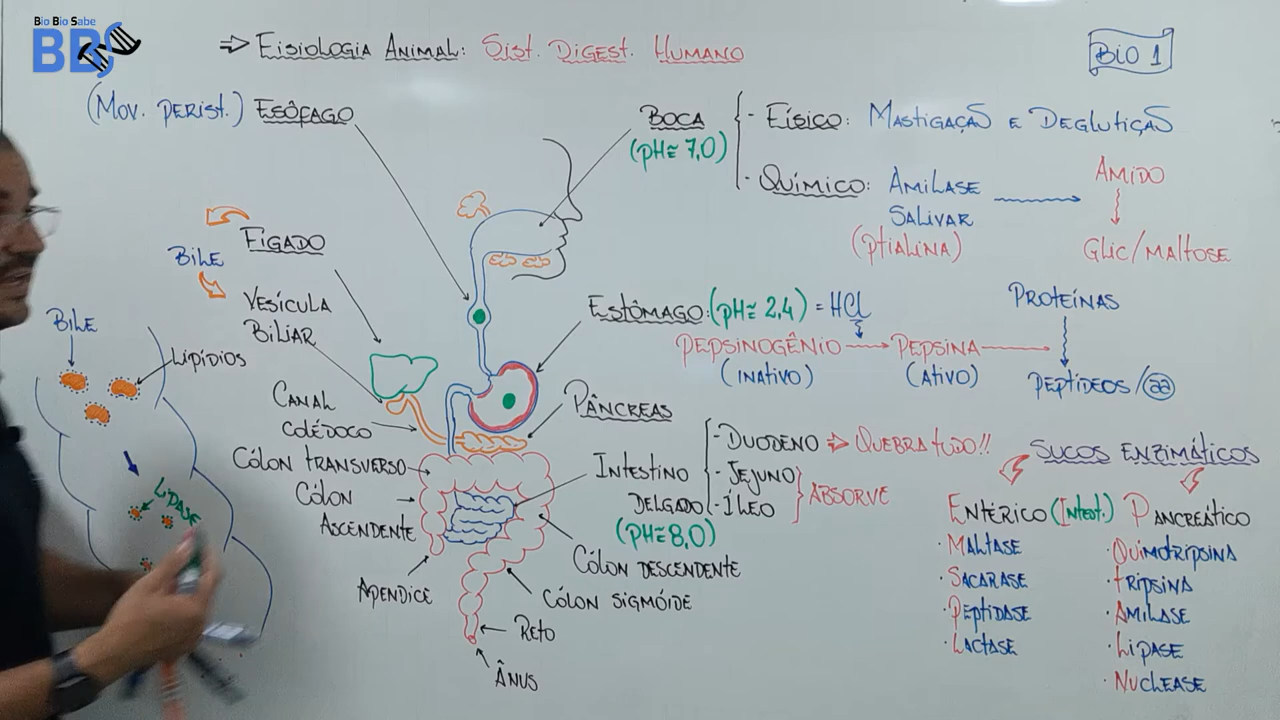 Bio Bio Sabe
BBS
⇒ Fisiologia Animal: Sist. Digest. Humano
BIO 1
(Mov. perist.) Esôfago
Boca
(pH≅ 7,0)
- Físico: Mastigação e Deglutição
- Químico: Amilase
Salivar
(Ptialina)
Amido
Glic/Maltose
Fígado
Bile
Vesícula
Biliar
Bile
Lipídios
Lipase
Estômago: (pH≅ 2,4) = HCl
Pepsinogênio
(Inativo)
Pepsina
(Ativo)
Proteínas
Peptídeos/aa
Canal
Colédoco
Pâncreas
Cólon transverso
Cólon
Ascendente
Apendice
Intestino
Delgado
(pH≅8,0)
- Duodeno ⇒ Quebra tudo!!
- Jejuno
- Íleo
Absorve
Cólon descendente
Cólon sigmóide
Reto
Ânus
Sucos Enzimáticos
Entérico (Intest.)
· Maltase
· Sacarase
· Peptidase
· Lactase
Pancreático
· Quimotripsina
· Tripsina
· Amilase
· Lipase
· Nuclease